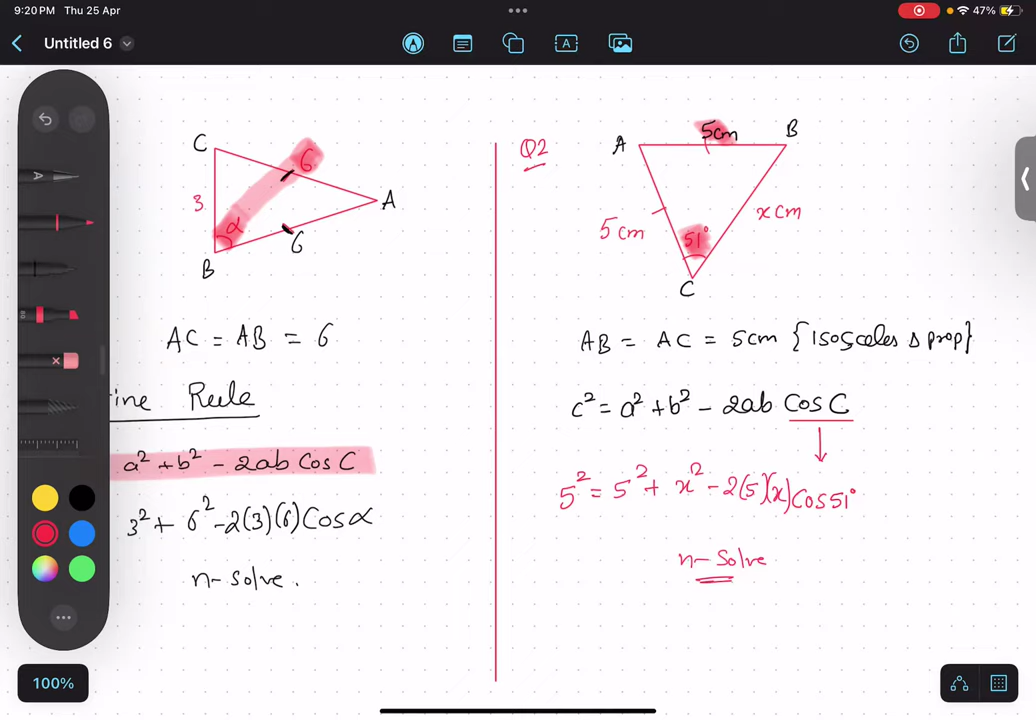 9:20 PM Thu 25 Apr
47%
Untitled 6
C
6
3
α
A
6
B
AC = AB = 6
ine Rule
a² + b² - 2ab Cos C
3² + 6² - 2(3)(6) Cos α
n-solve.
Q2
A
5cm
B
5 cm
x cm
51°
C
AB = AC = 5cm {Isosceles Δ prop}
c² = a² + b² - 2ab Cos C
5² = 5² + x² - 2(5)(x) Cos 51°
n-solve
100%